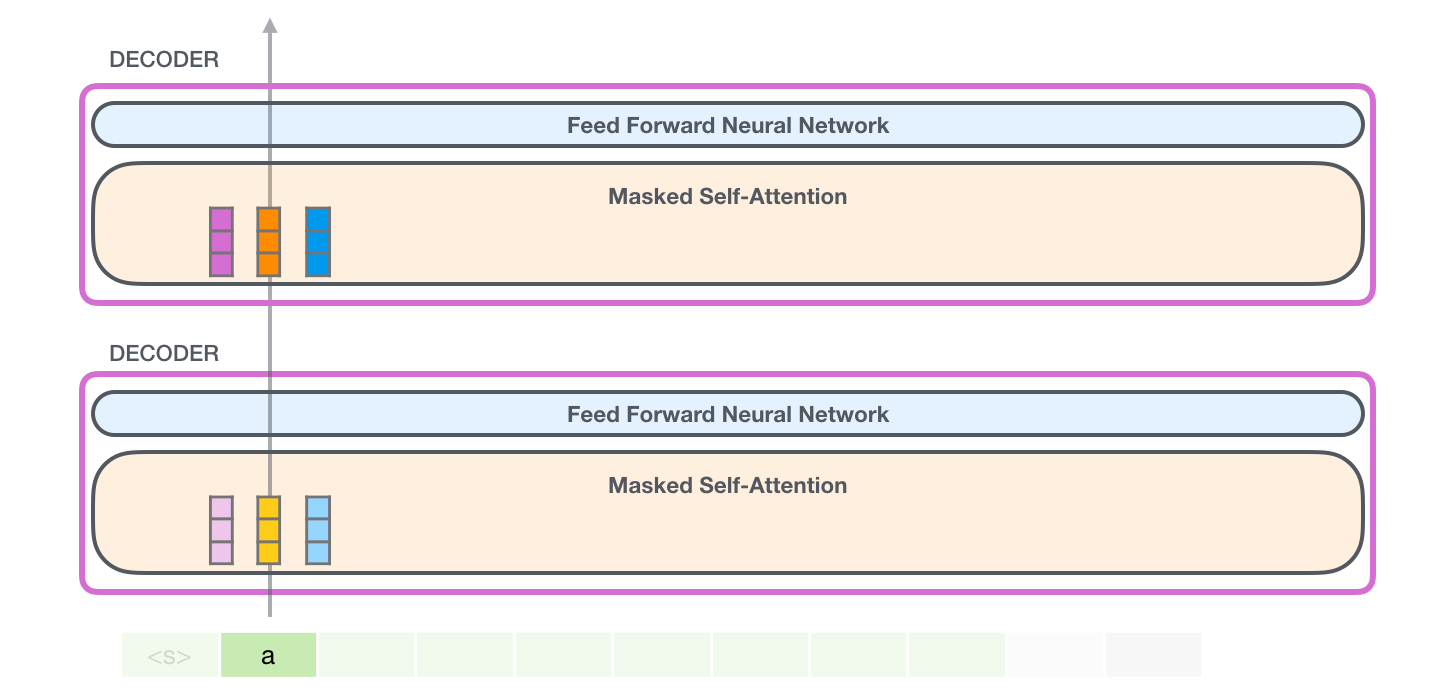 DECODER
Feed Forward Neural Network
Masked Self-Attention
DECODER
Feed Forward Neural Network
Masked Self-Attention
<s> a